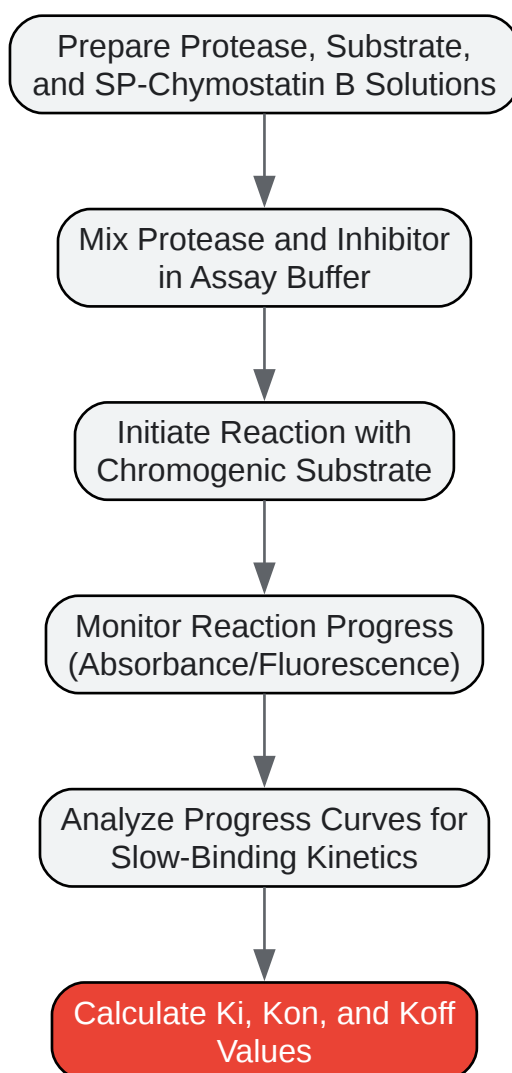 Prepare Protease, Substrate,
and SP-Chymostatin B Solutions
Mix Protease and Inhibitor
in Assay Buffer
Initiate Reaction with
Chromogenic Substrate
Monitor Reaction Progress
(Absorbance/Fluorescence)
Analyze Progress Curves for
Slow-Binding Kinetics
Calculate Ki, Kon, and Koff
Values